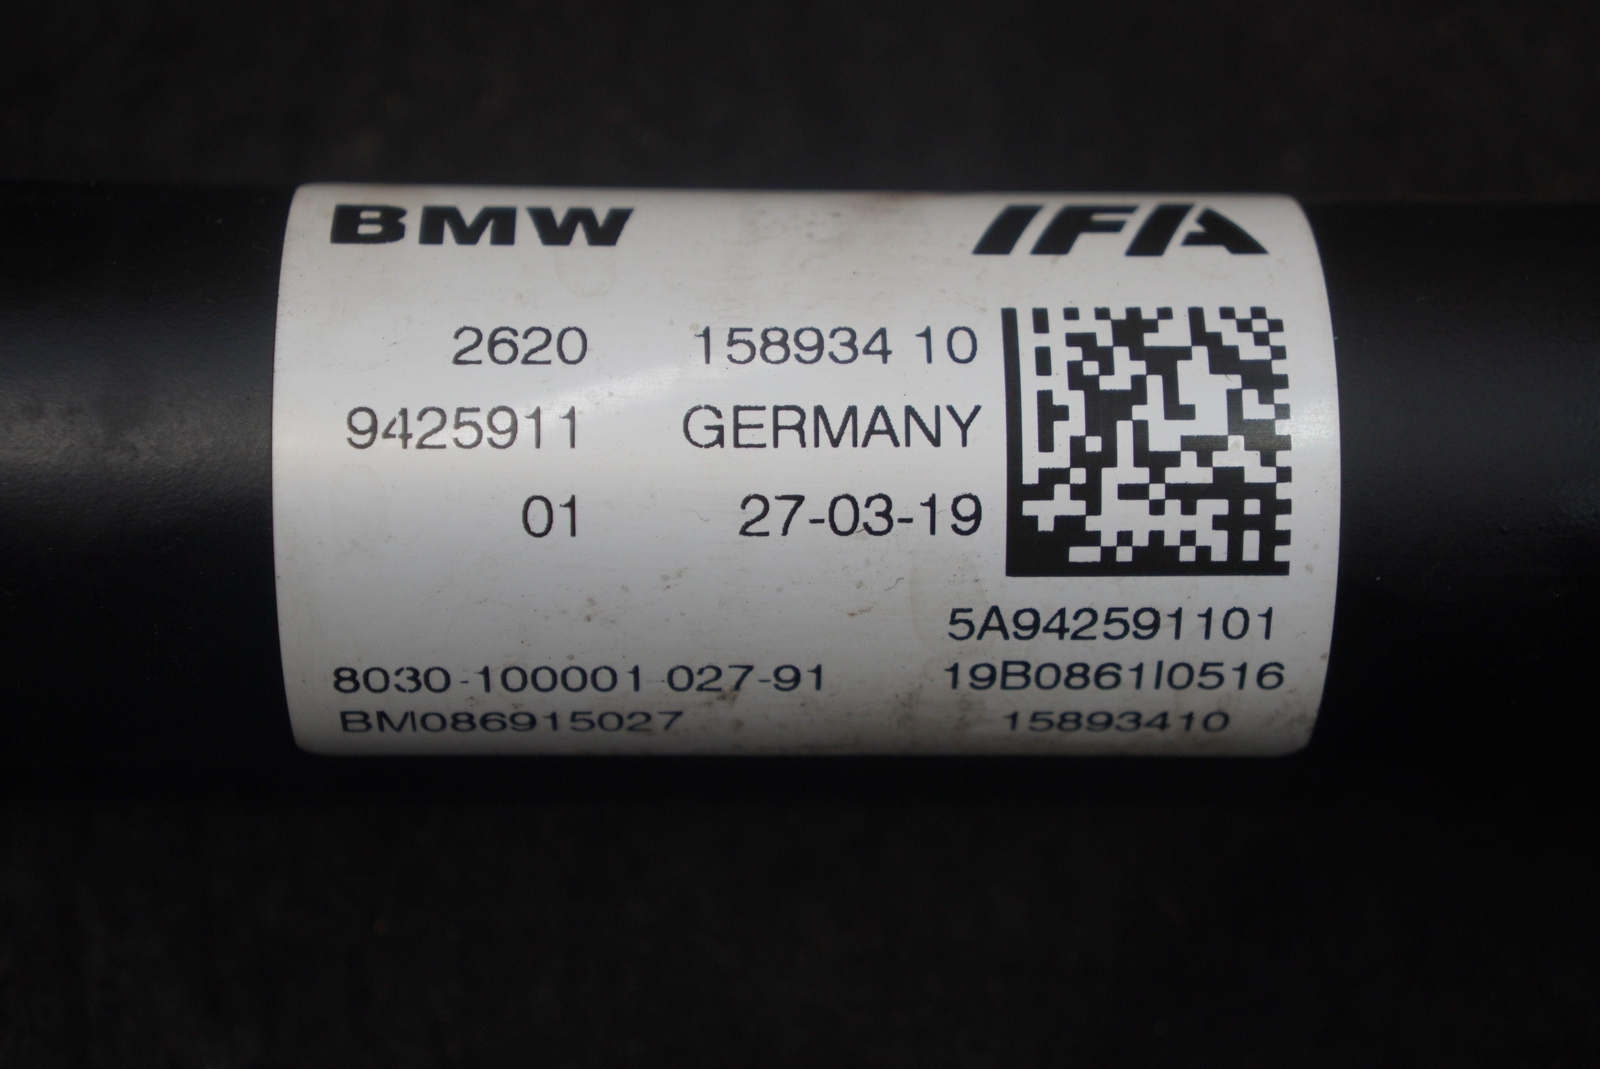 BMW IFA
2620 158934 10
9425911 GERMANY
01 27-03-19
5A942591101
8030-100001-027-91 19B0861I0516
BM086915027 15893410